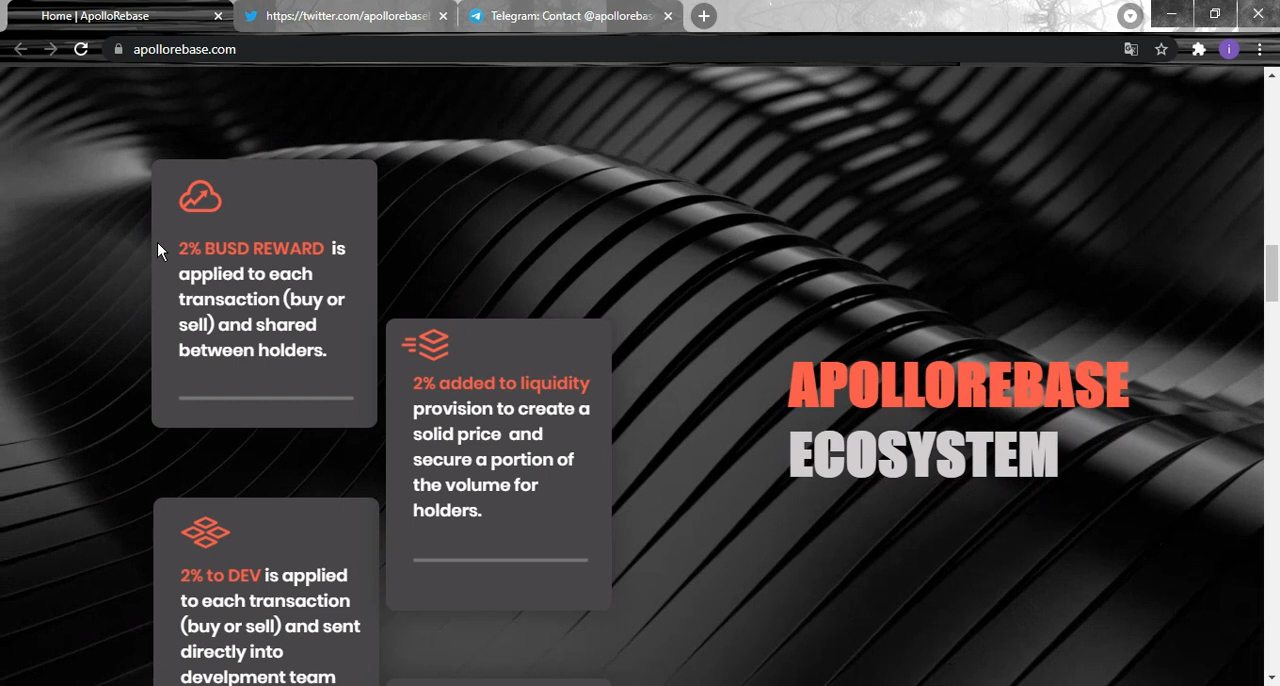 Home | ApolloRebase
https://twitter.com/apollorebase
Telegram: Contact @apollorebas
apollorebase.com
i
2% BUSD REWARD is
applied to each
transaction (buy or
sell) and shared
between holders.
2% added to liquidity
provision to create a
solid price and
secure a portion of
the volume for
holders.
APOLLOREBASE
ECOSYSTEM
2% to DEV is applied
to each transaction
(buy or sell) and sent
directly into
develpment team